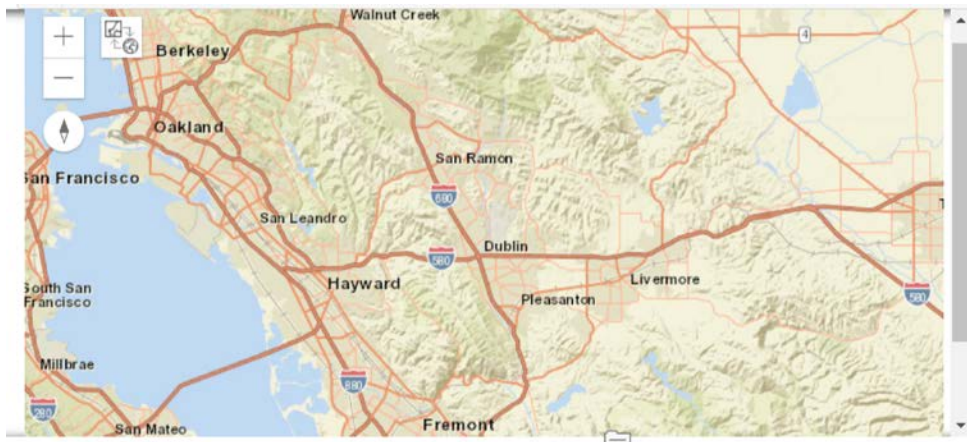 Walnut Creek
+
4
Berkeley
−
Oakland
San Ramon
San Francisco
680
San Leandro
Dublin
580
Livermore
Hayward
South San
Francisco
Pleasanton
580
Millbrae
880
280
Fremont
San Mateo